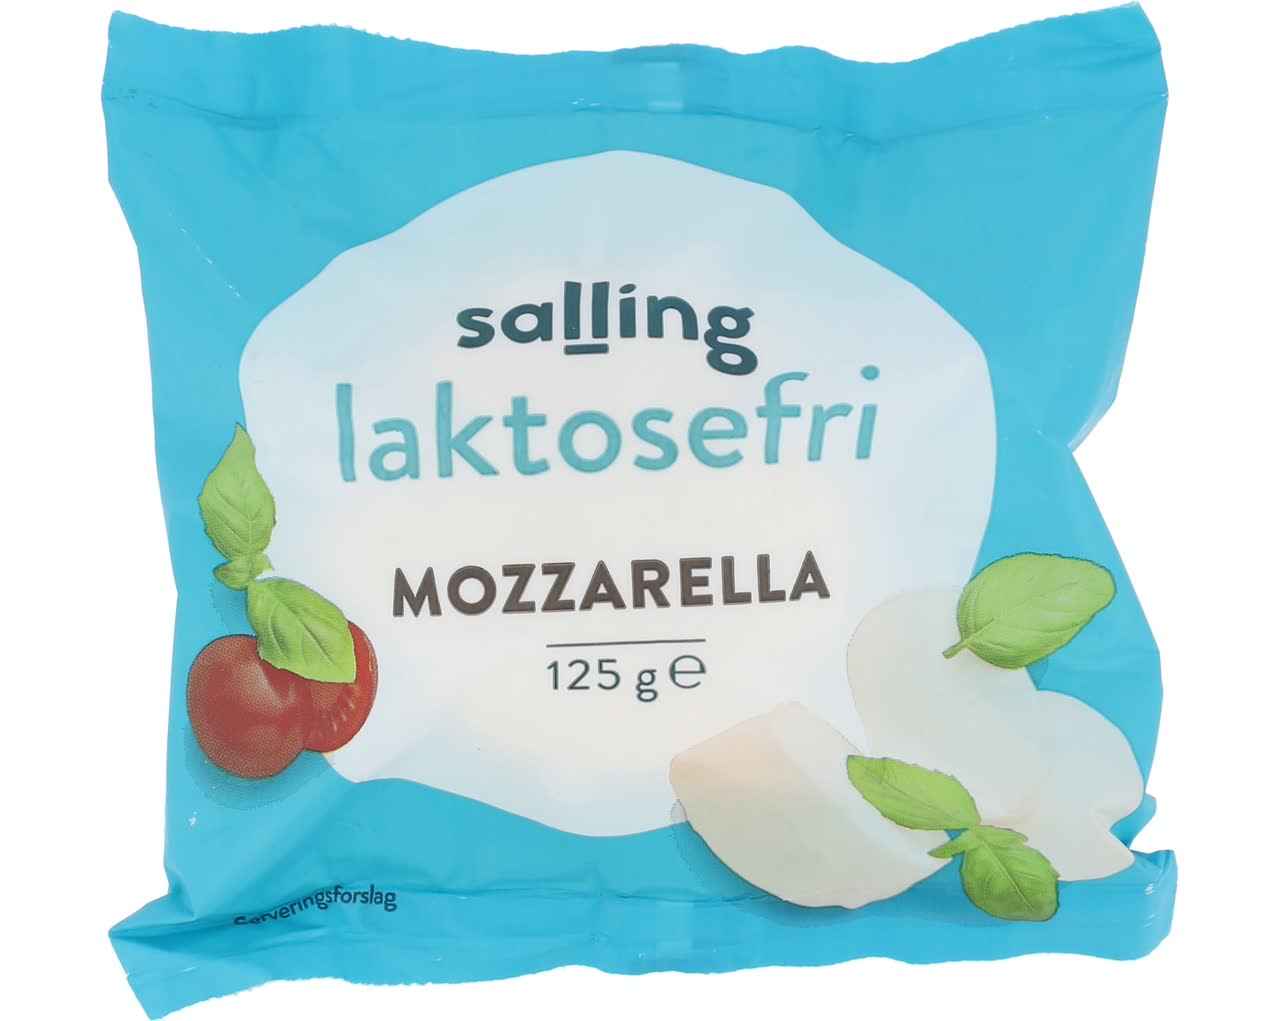 salling
laktosefri
MOZZARELLA
125 g ℮
Serveringsforslag